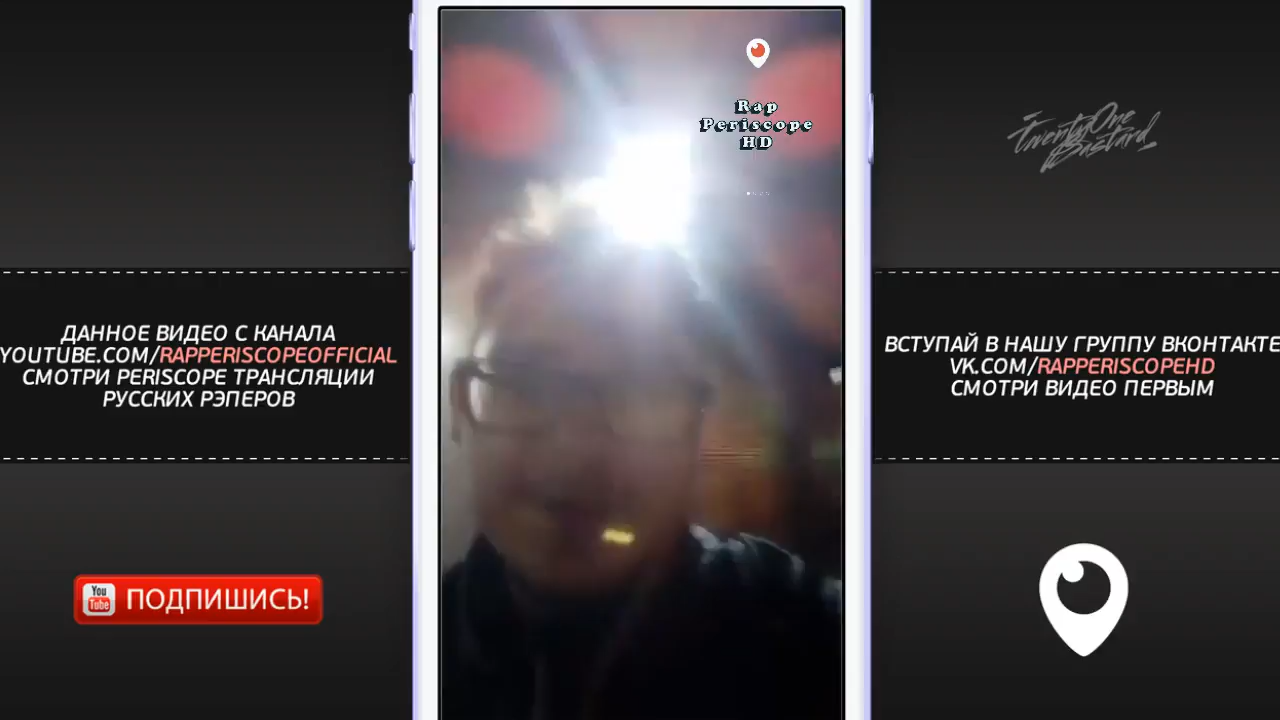 Rap
Periscope
HD
TwentyOne
Bastard
ДАННОЕ ВИДЕО С КАНАЛА
YOUTUBE.COM/RAPPERISCOPEOFFICIAL
СМОТРИ PERISCOPE ТРАНСЛЯЦИИ
РУССКИХ РЭПЕРОВ
ВСТУПАЙ В НАШУ ГРУППУ ВКОНТАКТЕ
VK.COM/RAPPERISCOPEHD
СМОТРИ ВИДЕО ПЕРВЫМ
You
Tube
ПОДПИШИСЬ!